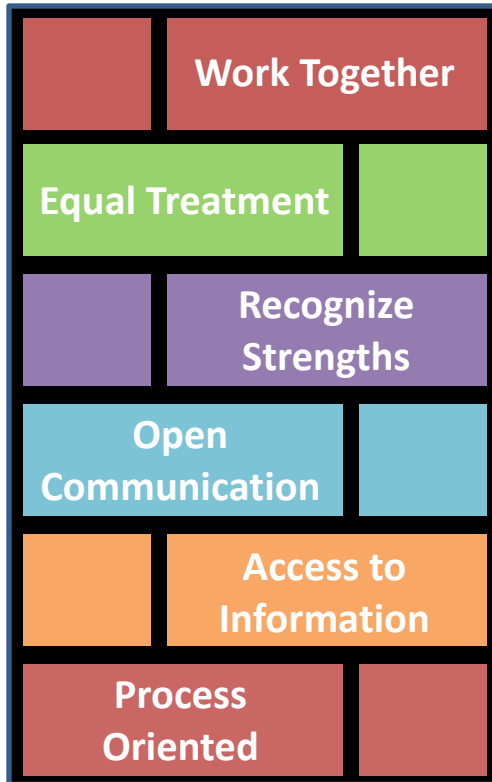 Work Together
Equal Treatment
Recognize
Strengths
Open
Communication
Access to
Information
Process
Oriented